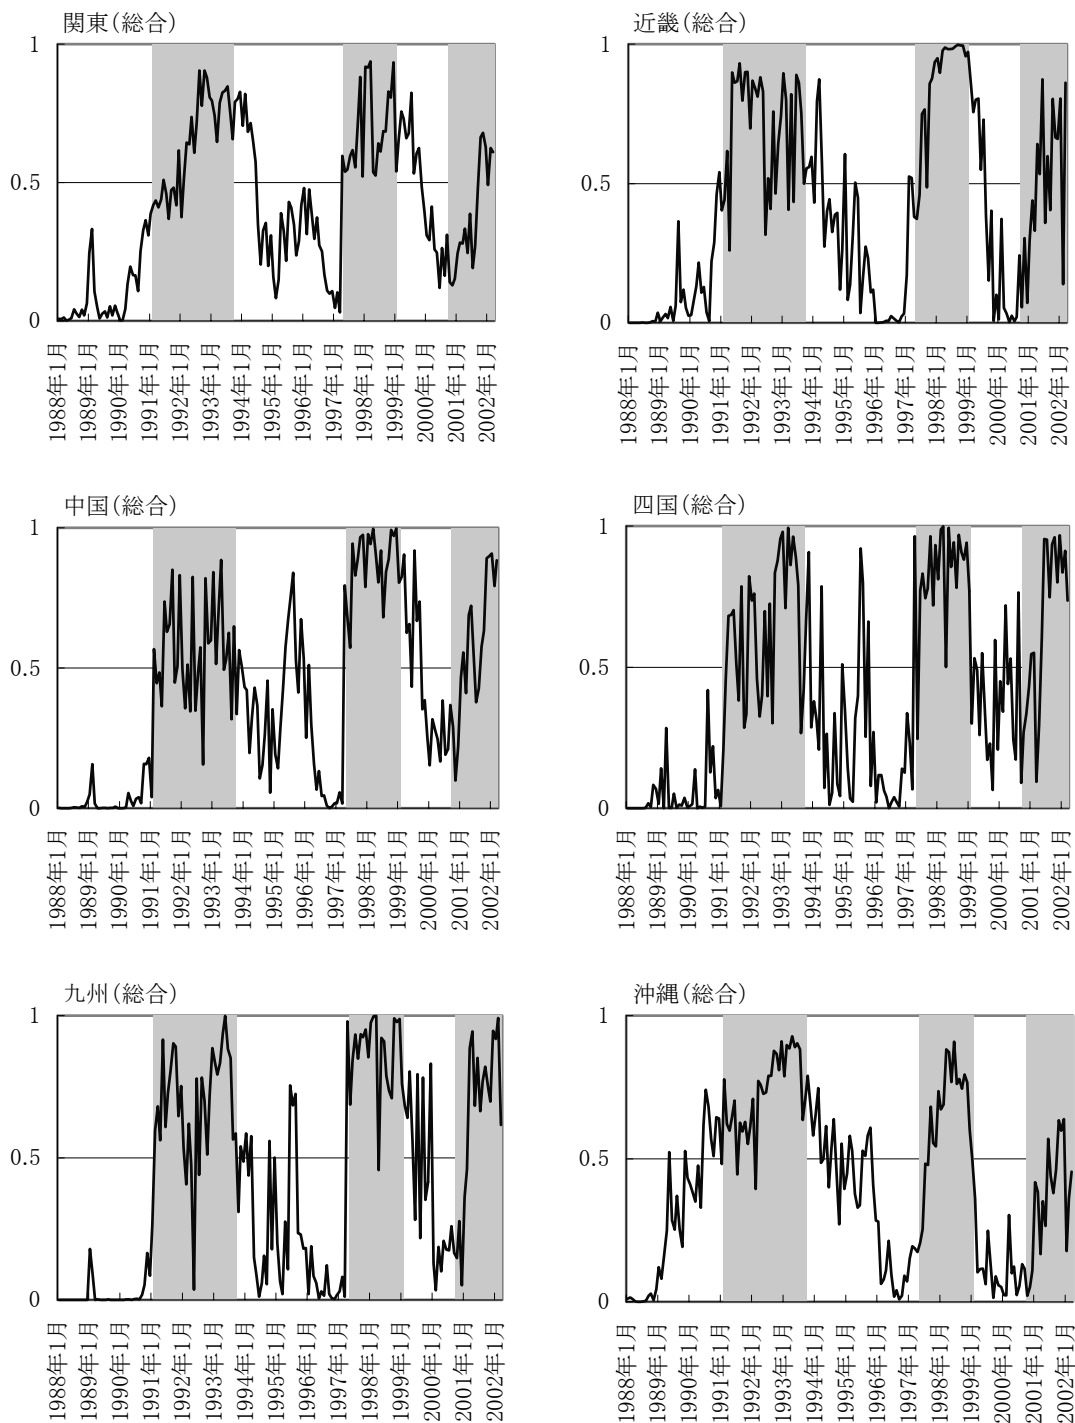 関東（総合）
1
0.5
0
1988年1月
1989年1月
1990年1月
1991年1月
1992年1月
1993年1月
1994年1月
1995年1月
1996年1月
1997年1月
1998年1月
1999年1月
2000年1月
2001年1月
2002年1月
近畿（総合）
1
0.5
0
1988年1月
1989年1月
1990年1月
1991年1月
1992年1月
1993年1月
1994年1月
1995年1月
1996年1月
1997年1月
1998年1月
1999年1月
2000年1月
2001年1月
2002年1月
中国（総合）
1
0.5
0
1988年1月
1989年1月
1990年1月
1991年1月
1992年1月
1993年1月
1994年1月
1995年1月
1996年1月
1997年1月
1998年1月
1999年1月
2000年1月
2001年1月
2002年1月
四国（総合）
1
0.5
0
1988年1月
1989年1月
1990年1月
1991年1月
1992年1月
1993年1月
1994年1月
1995年1月
1996年1月
1997年1月
1998年1月
1999年1月
2000年1月
2001年1月
2002年1月
九州（総合）
1
0.5
0
1988年1月
1989年1月
1990年1月
1991年1月
1992年1月
1993年1月
1994年1月
1995年1月
1996年1月
1997年1月
1998年1月
1999年1月
2000年1月
2001年1月
2002年1月
沖縄（総合）
1
0.5
0
1988年1月
1989年1月
1990年1月
1991年1月
1992年1月
1993年1月
1994年1月
1995年1月
1996年1月
1997年1月
1998年1月
1999年1月
2000年1月
2001年1月
2002年1月